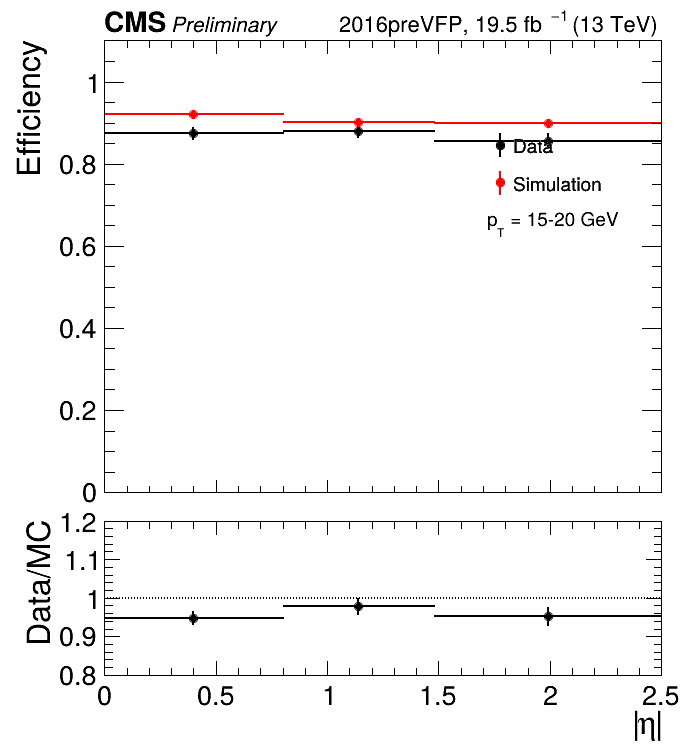 CMS Preliminary 2016preVFP, 19.5 fb⁻¹ (13 TeV)
Efficiency
1
0.8
0.6
0.4
0.2
0
Data
Simulation
p_T = 15-20 GeV
Data/MC
1.2
1.1
1
0.9
0.8
0 0.5 1 1.5 2 2.5
|η|